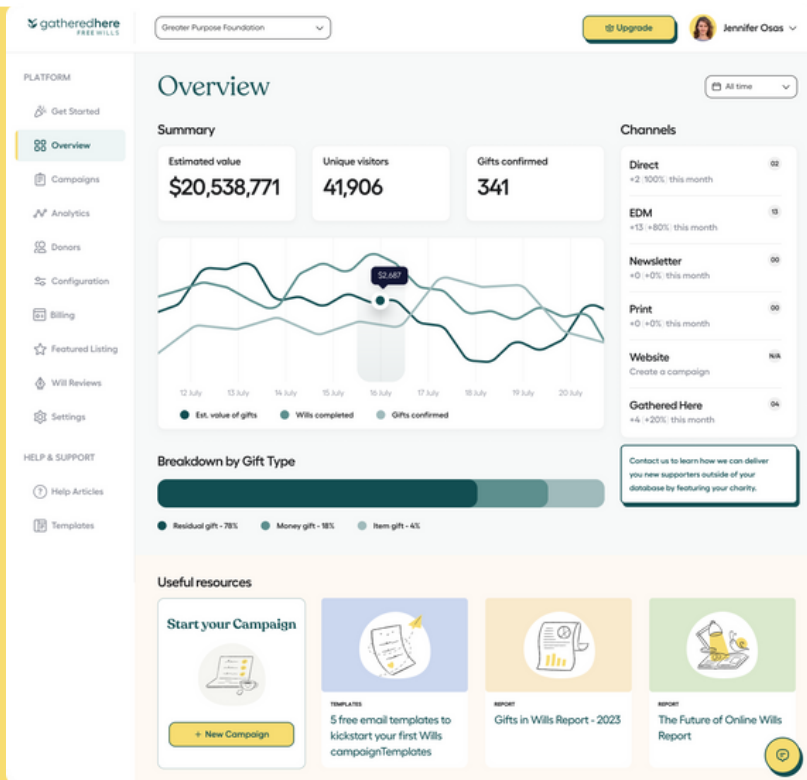 gatheredhere
FREE WILLS
Greater Purpose Foundation
Upgrade
Jennifer Osas
PLATFORM
Get Started
Overview
Campaigns
Analytics
Donors
Configuration
Billing
Featured Listing
Will Reviews
Settings
HELP & SUPPORT
Help Articles
Templates
Overview
All time
Summary
Estimated value
$20,538,771
Unique visitors
41,906
Gifts confirmed
341
$2,687
12 July 13 July 14 July 15 July 16 July 17 July 18 July 19 July 20 July
Est. value of gifts Wills completed Gifts confirmed
Channels
Direct 02
+2 (100%) this month
EDM 13
+13 (+80%) this month
Newsletter 00
+0 (+0%) this month
Print 00
+0 (+0%) this month
Website N/A
Create a campaign
Gathered Here 04
+4 (+20%) this month
Contact us to learn how we can deliver
you new supporters outside of your
database by featuring your charity.
Breakdown by Gift Type
Residual gift - 78% Money gift - 18% Item gift - 4%
Useful resources
Start your Campaign
+ New Campaign
TEMPLATES
5 free email templates to
kickstart your first Wills
campaignTemplates
REPORT
Gifts in Wills Report - 2023
REPORT
The Future of Online Wills
Report